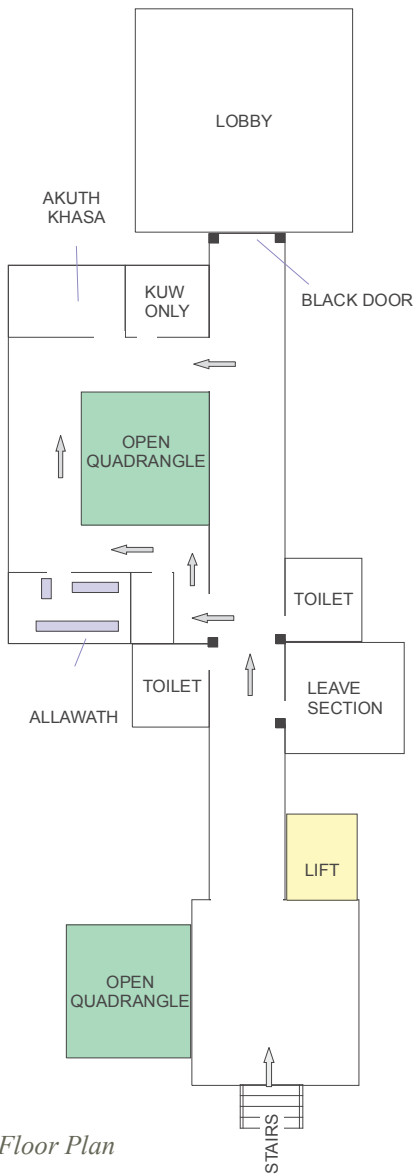 LOBBY
AKUTH
KHASA
KUW
ONLY
BLACK DOOR
OPEN
QUADRANGLE
TOILET
TOILET
LEAVE
SECTION
ALLAWATH
LIFT
OPEN
QUADRANGLE
STAIRS
Floor Plan